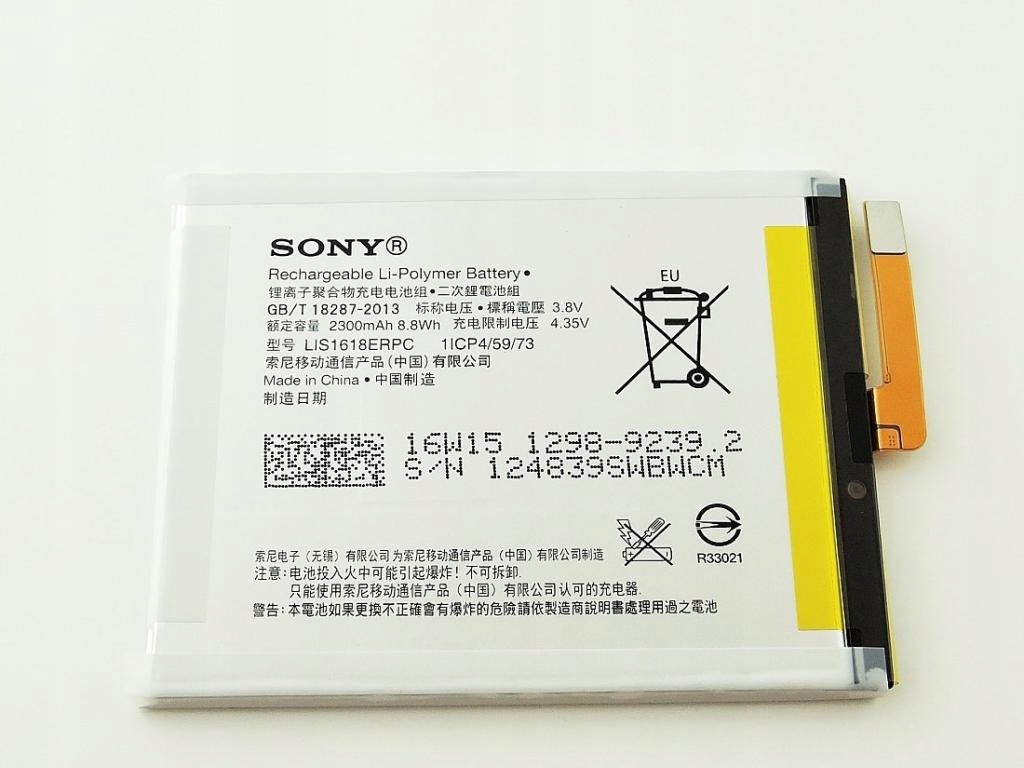 SONY®
Rechargeable Li-Polymer Battery•
锂离子聚合物充电电池组•二次鋰電池組
GB/T 18287-2013 标称电压•標稱電壓 3.8V
额定容量 2300mAh 8.8Wh 充电限制电压 4.35V
型号 LIS1618ERPC 1ICP4/59/73
索尼移动通信产品(中国)有限公司
Made in China • 中国制造
制造日期
EU
16W15 1298-9239.2
S/N 124839SWBWCM
R33021
索尼电子(无锡)有限公司为索尼移动通信产品(中国)有限公司制造
注意:电池投入火中可能引起爆炸!不可拆卸.
只能使用索尼移动通信产品(中国)有限公司认可的充电器.
警告:本電池如果更換不正確會有爆炸的危險請依製造商說明書處理用過之電池